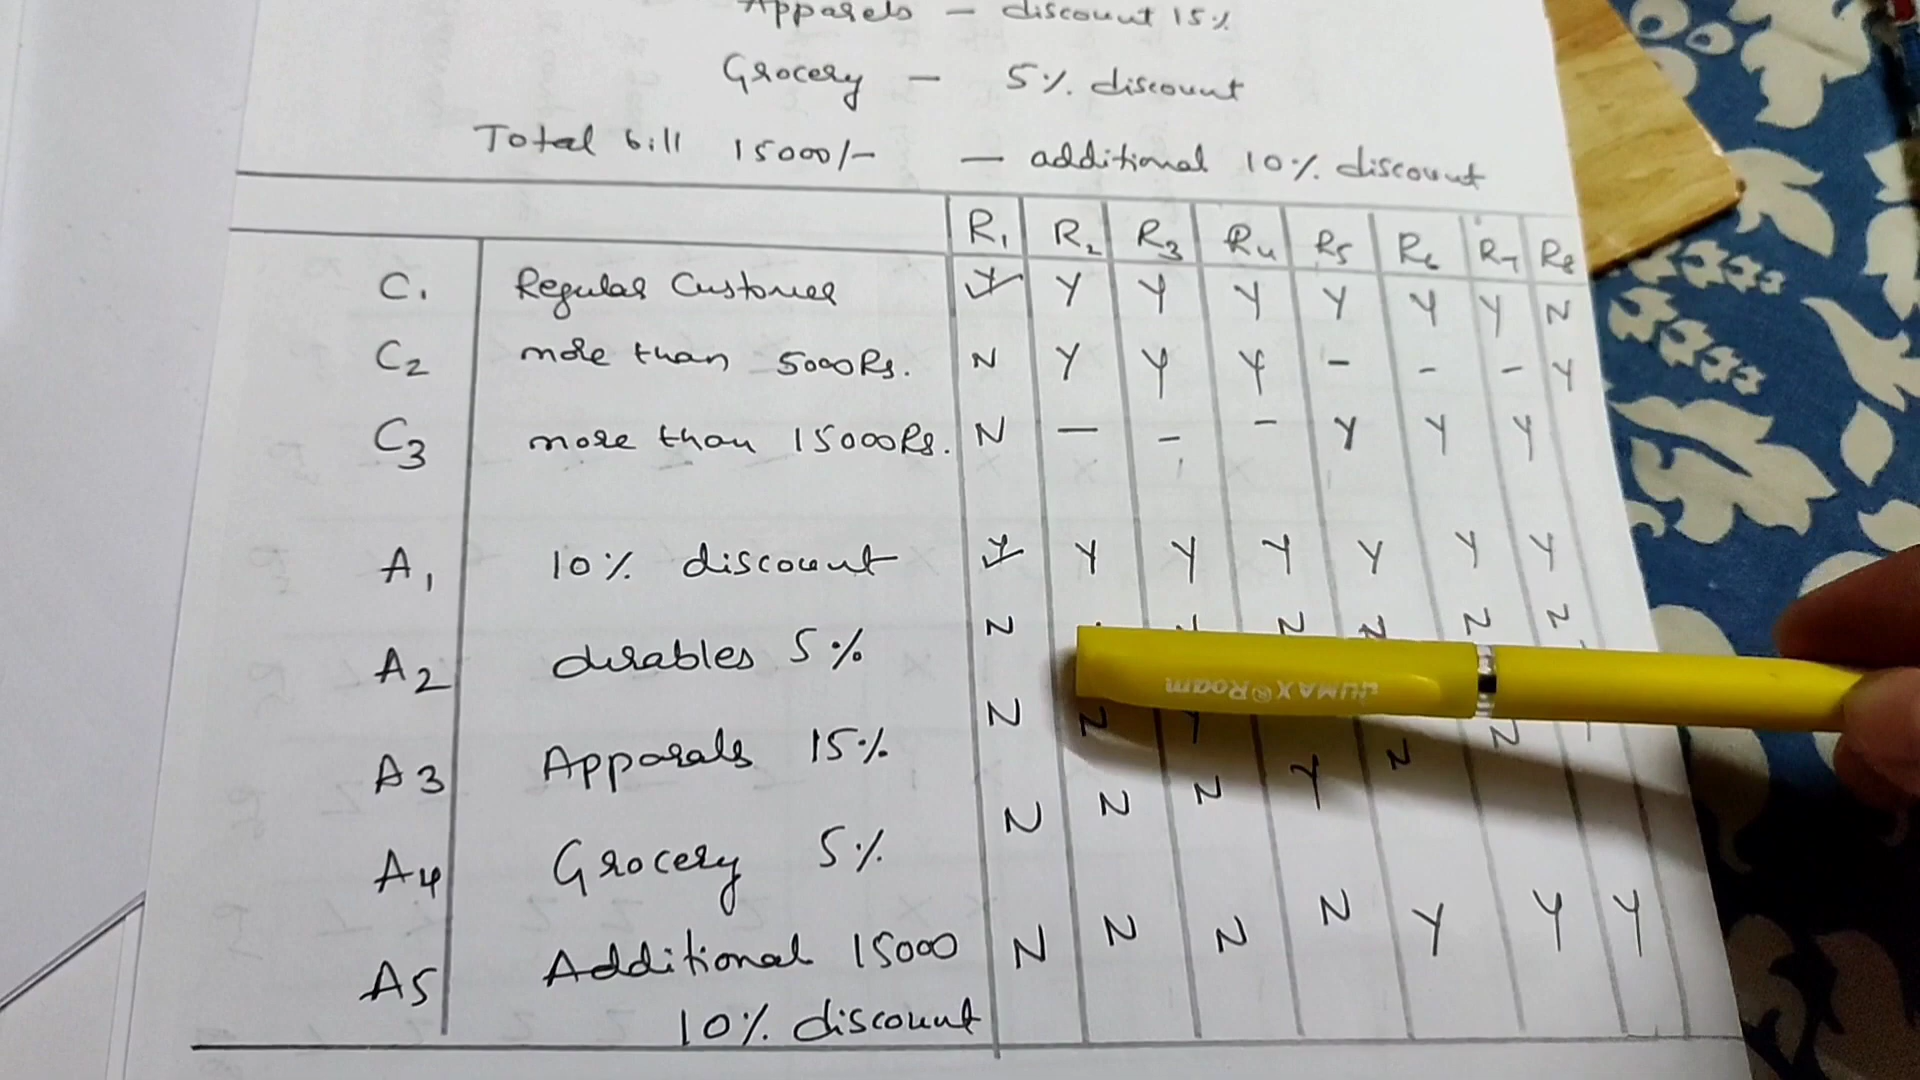 Apparels - discount 15%
Grocery - 5% discount
Total bill 15000/- - additional 10% discount
R1 R2 R3 R4 R5 R6 R7 R8
C1 Regular Customer Y Y Y Y Y Y Y N
C2 more than 5000Rs. N Y Y Y - - - Y
C3 more than 15000Rs. N - - - Y Y Y
A1 10% discount Y Y Y Y Y Y Y
A2 durables 5% N N N N N
A3 Apparals 15% N N Y N N
A4 Grocery 5% N N N Y
A5 Additional 15000 N N N N Y Y Y
10% discount
Roam